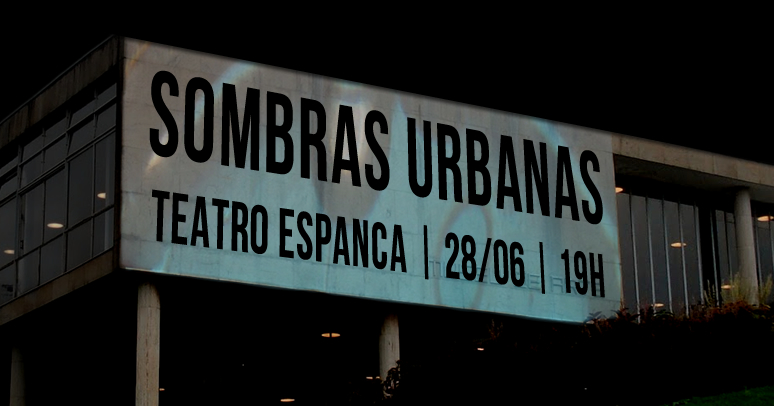 SOMBRAS URBANAS
TEATRO ESPANCA | 28/06 | 19H